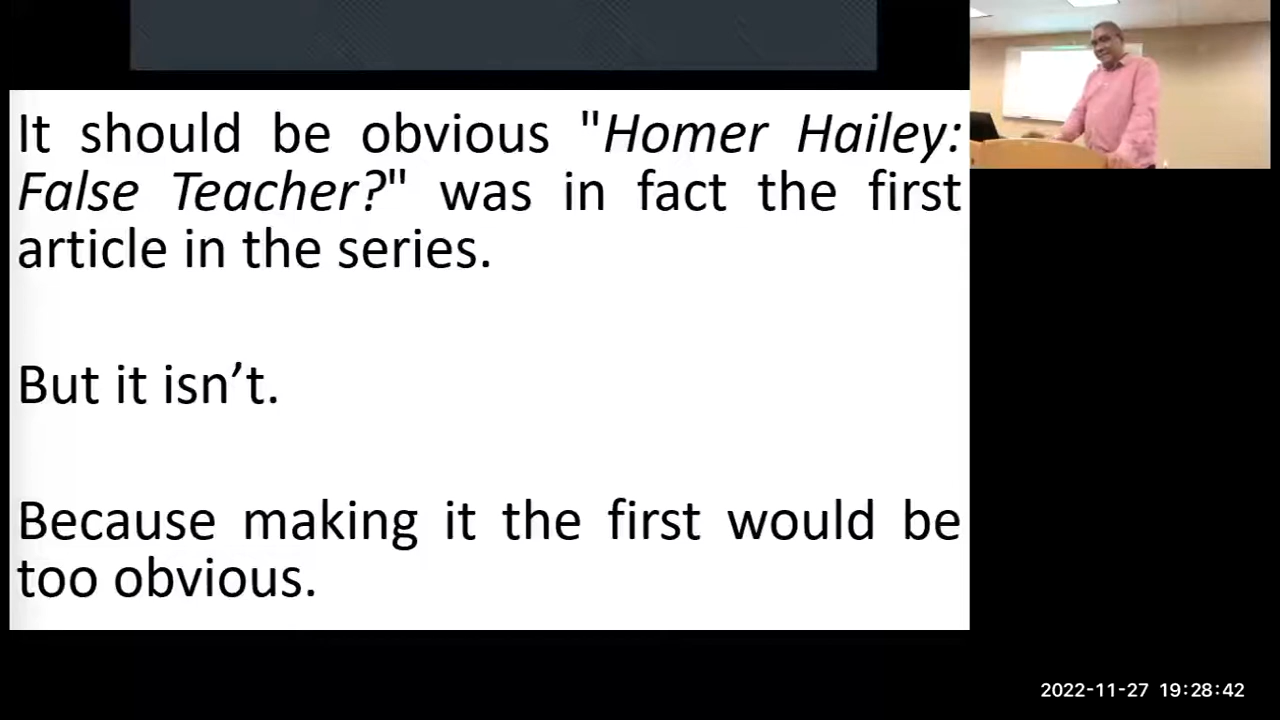 It should be obvious "Homer Hailey:
False Teacher?" was in fact the first
article in the series.
But it isn’t.
Because making it the first would be
too obvious.
2022-11-27 19:28:42